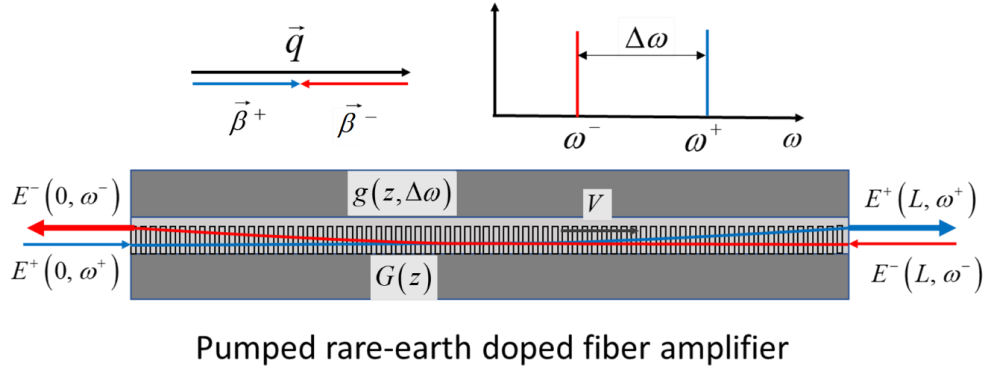 q⃗
β⃗⁺ β⃗⁻
Δω
ω⁻ ω⁺ ω
E⁻(0, ω⁻)
E⁺(0, ω⁺)
g(z, Δω)
V
G(z)
E⁺(L, ω⁺)
E⁻(L, ω⁻)
Pumped rare-earth doped fiber amplifier